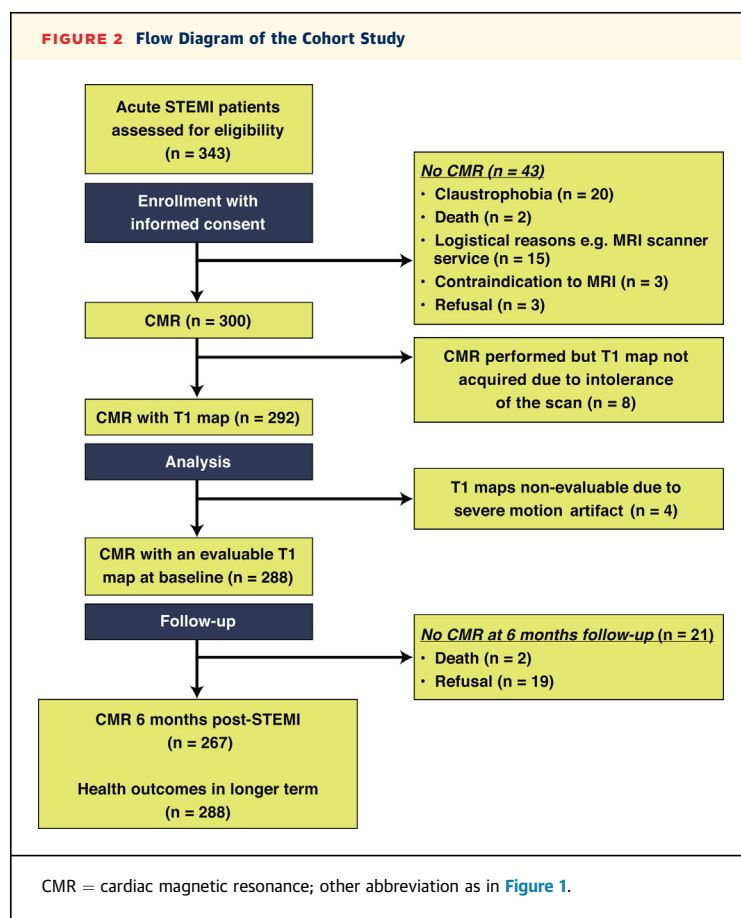 FIGURE 2 Flow Diagram of the Cohort Study
Acute STEMI patients
assessed for eligibility
(n = 343)
Enrollment with
informed consent
No CMR (n = 43)
· Claustrophobia (n = 20)
· Death (n = 2)
· Logistical reasons e.g. MRI scanner
service (n = 15)
· Contraindication to MRI (n = 3)
· Refusal (n = 3)
CMR (n = 300)
CMR performed but T1 map not
acquired due to intolerance
of the scan (n = 8)
CMR with T1 map (n = 292)
Analysis
T1 maps non-evaluable due to
severe motion artifact (n = 4)
CMR with an evaluable T1
map at baseline (n = 288)
Follow-up
No CMR at 6 months follow-up (n = 21)
· Death (n = 2)
· Refusal (n = 19)
CMR 6 months post-STEMI
(n = 267)
Health outcomes in longer term
(n = 288)
CMR = cardiac magnetic resonance; other abbreviation as in Figure 1.